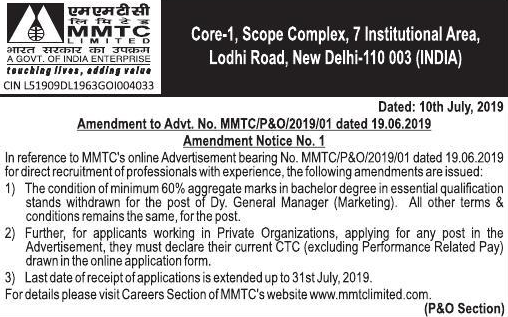 एमएमटीसी
लिमिटेड
MMTC
LIMITED
भारत सरकार का उपक्रम
A GOVT. OF INDIA ENTERPRISE
touching lives, adding value
CIN L51909DL1963GOI004033
Core-1, Scope Complex, 7 Institutional Area,
Lodhi Road, New Delhi-110 003 (INDIA)
Dated: 10th July, 2019
Amendment to Advt. No. MMTC/P&O/2019/01 dated 19.06.2019
Amendment Notice No. 1
In reference to MMTC's online Advertisement bearing No. MMTC/P&O/2019/01 dated 19.06.2019
for direct recruitment of professionals with experience, the following amendments are issued:
1) The condition of minimum 60% aggregate marks in bachelor degree in essential qualification
stands withdrawn for the post of Dy. General Manager (Marketing). All other terms &
conditions remains the same, for the post.
2) Further, for applicants working in Private Organizations, applying for any post in the
Advertisement, they must declare their current CTC (excluding Performance Related Pay)
drawn in the online application form.
3) Last date of receipt of applications is extended up to 31st July, 2019.
For details please visit Careers Section of MMTC's website www.mmtclimited.com.
(P&O Section)